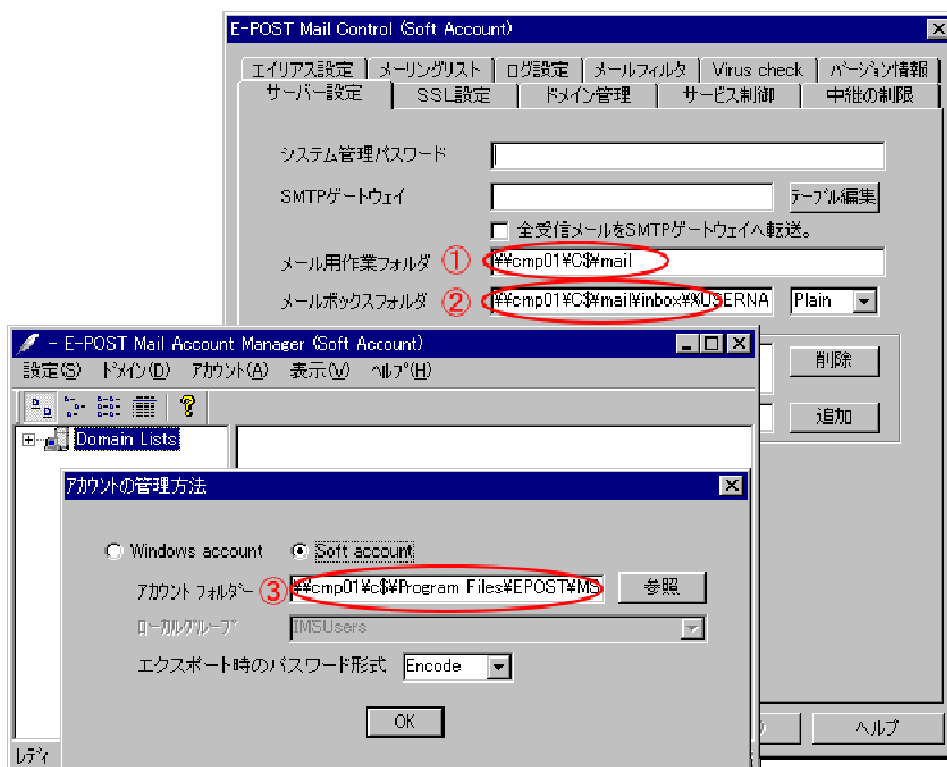 E-POST Mail Control (Soft Account)
エイリアス設定 メーリングリスト ログ設定 メールフィルタ Virus check バージョン情報
サーバー設定 SSL設定 ドメイン管理 サービス制御 中継の制限
システム管理パスワード
SMTPゲートウェイ テーブル編集
全受信メールをSMTPゲートウェイへ転送。
メール用作業フォルダ ① ¥¥cmp01¥C$¥mail
メールボックスフォルダ ② ¥¥cmp01¥C$¥mail¥inbox¥%USERNA Plain
削除
追加
ヘルプ
- E-POST Mail Account Manager (Soft Account)
設定(S) ドメイン(D) アカウント(A) 表示(V) ヘルプ(H)
Domain Lists
アカウントの管理方法
Windows account Soft account
アカウント フォルダー ③ ¥¥cmp01¥c$¥Program Files¥EPOST¥MS 参照
ローカルグループ IMSUsers
エクスポート時のパスワード形式 Encode
OK
レディ